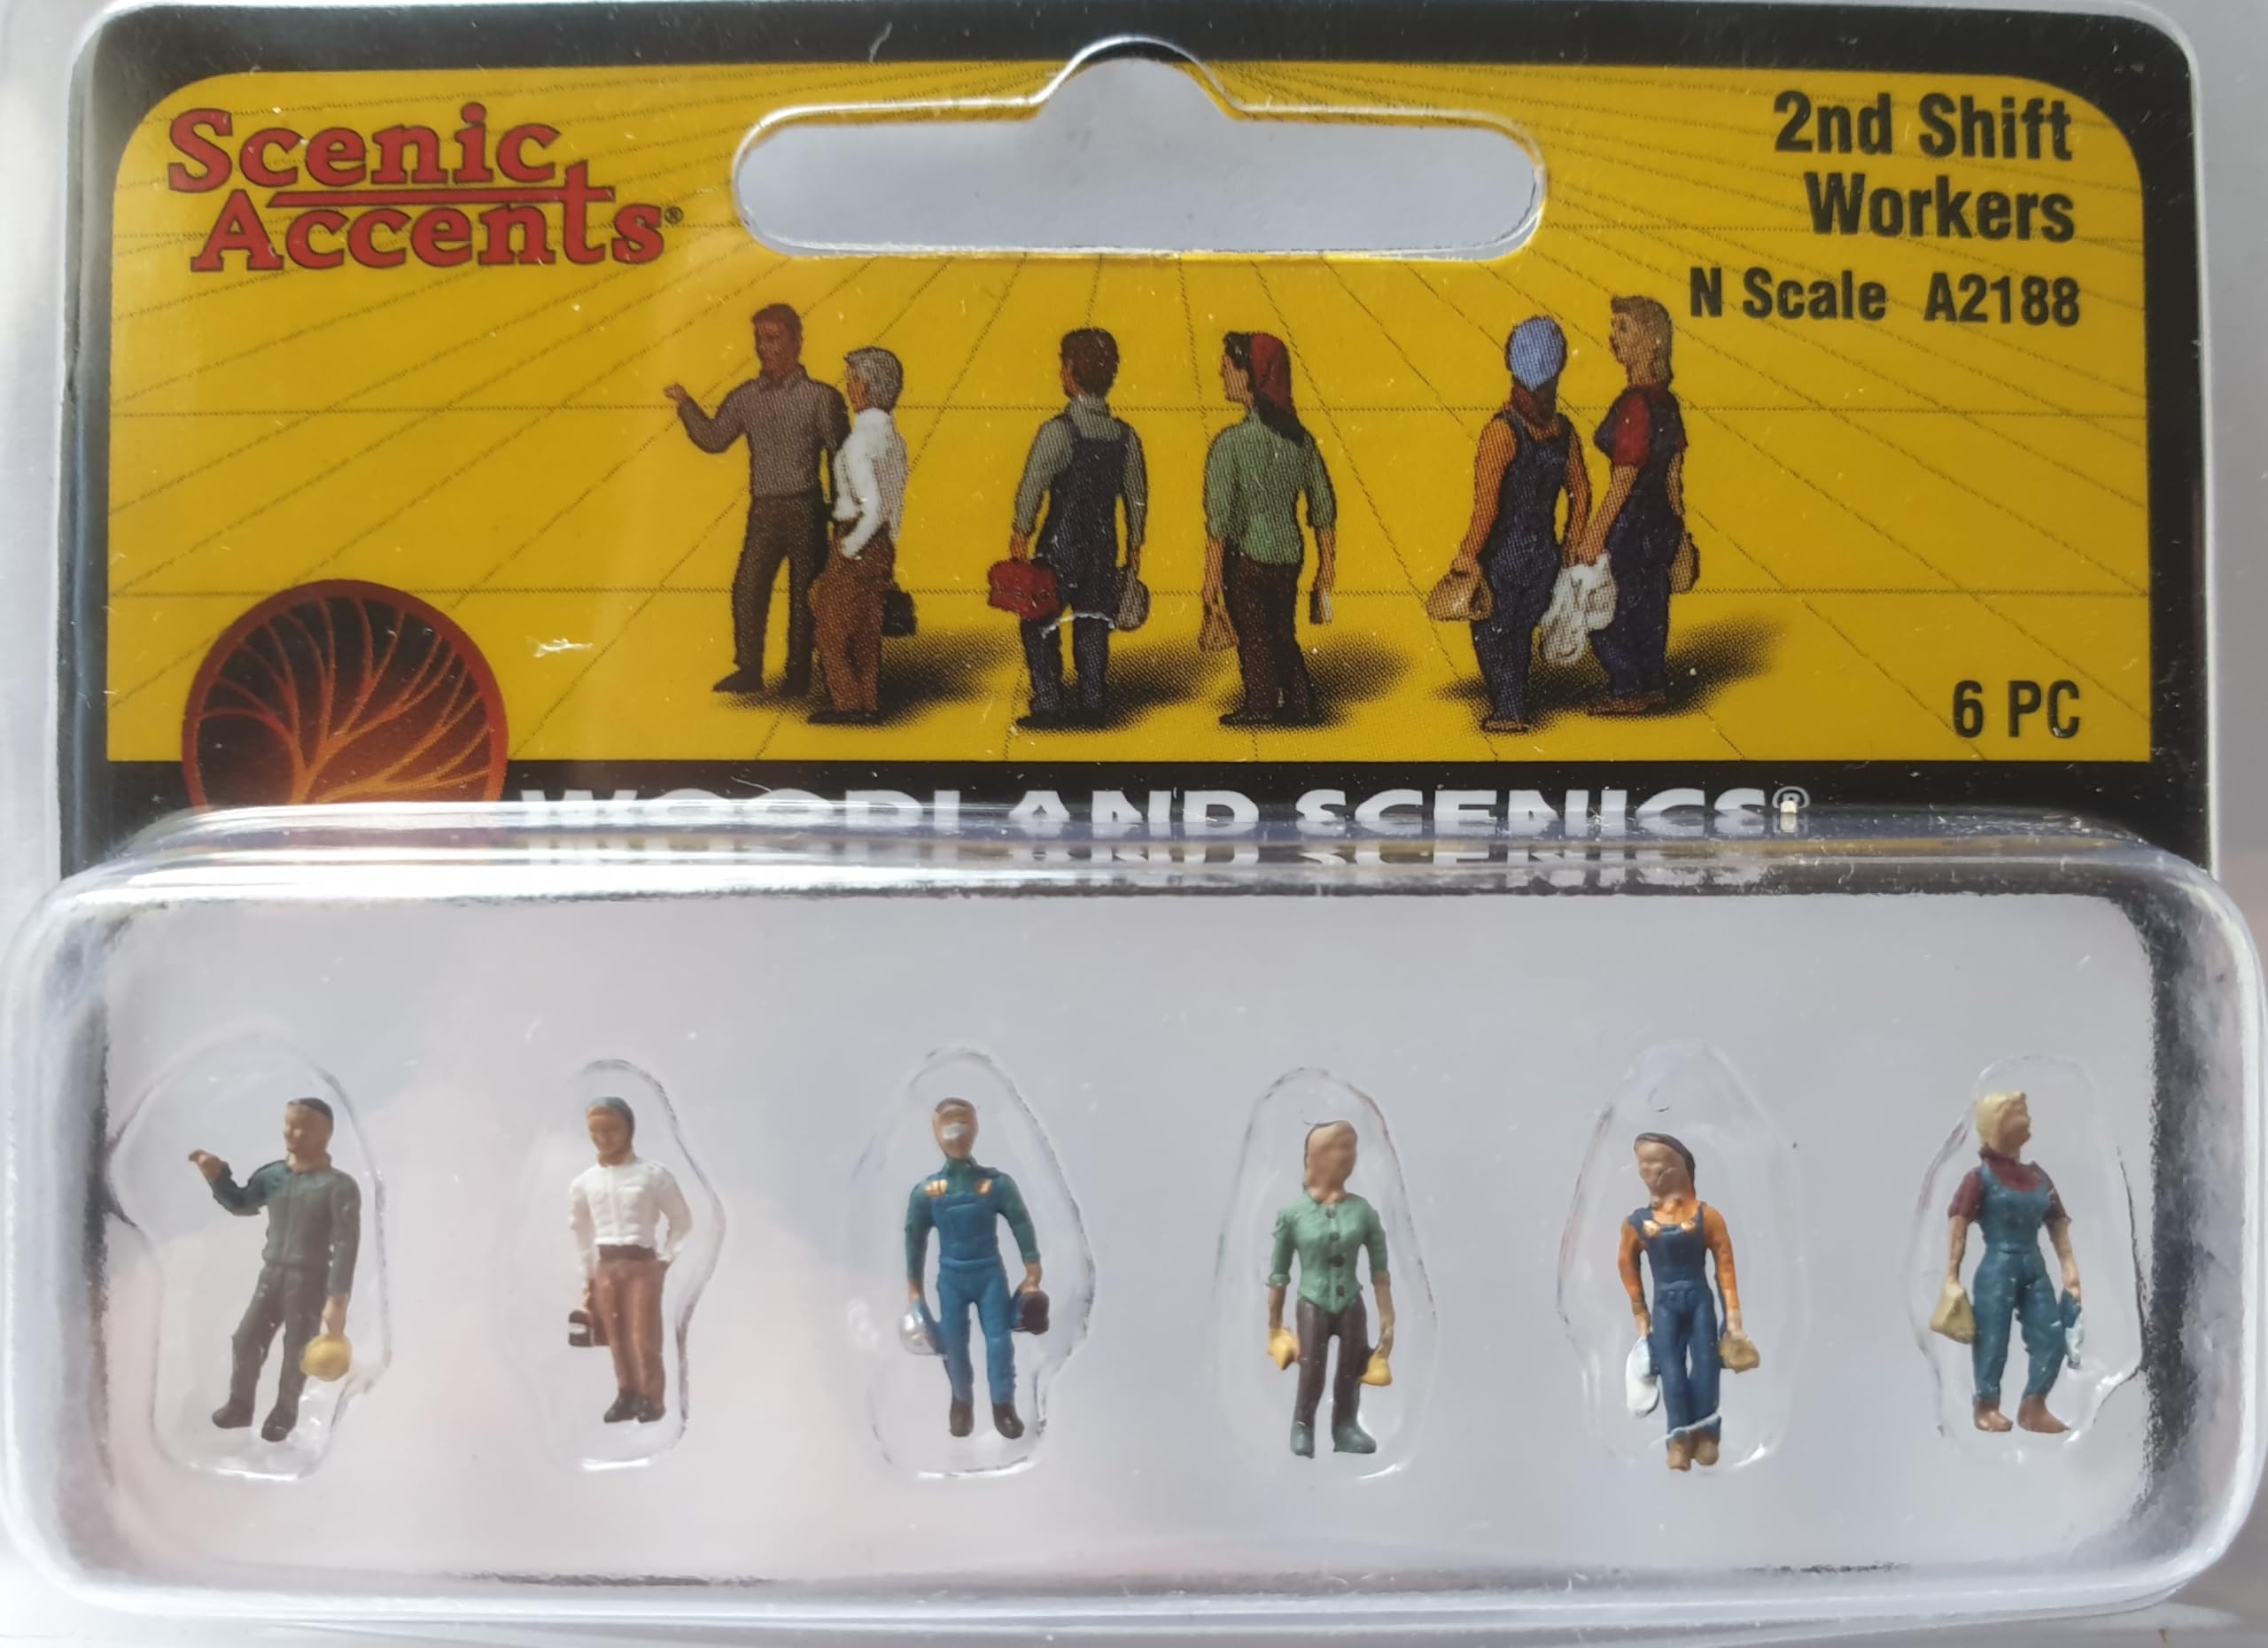 Scenic
Accents®
2nd Shift
Workers
N Scale A2188
6 PC
WOODLAND SCENICS®